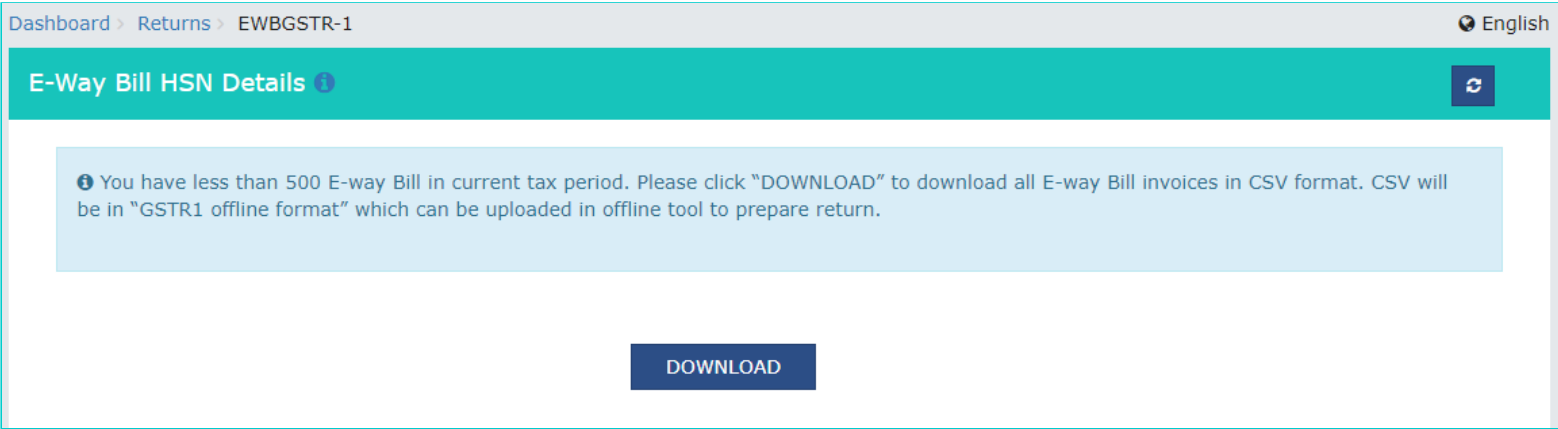 Dashboard > Returns > EWBGSTR-1
English
E-Way Bill HSN Details
You have less than 500 E-way Bill in current tax period. Please click “DOWNLOAD” to download all E-way Bill invoices in CSV format. CSV will
be in “GSTR1 offline format” which can be uploaded in offline tool to prepare return.
DOWNLOAD